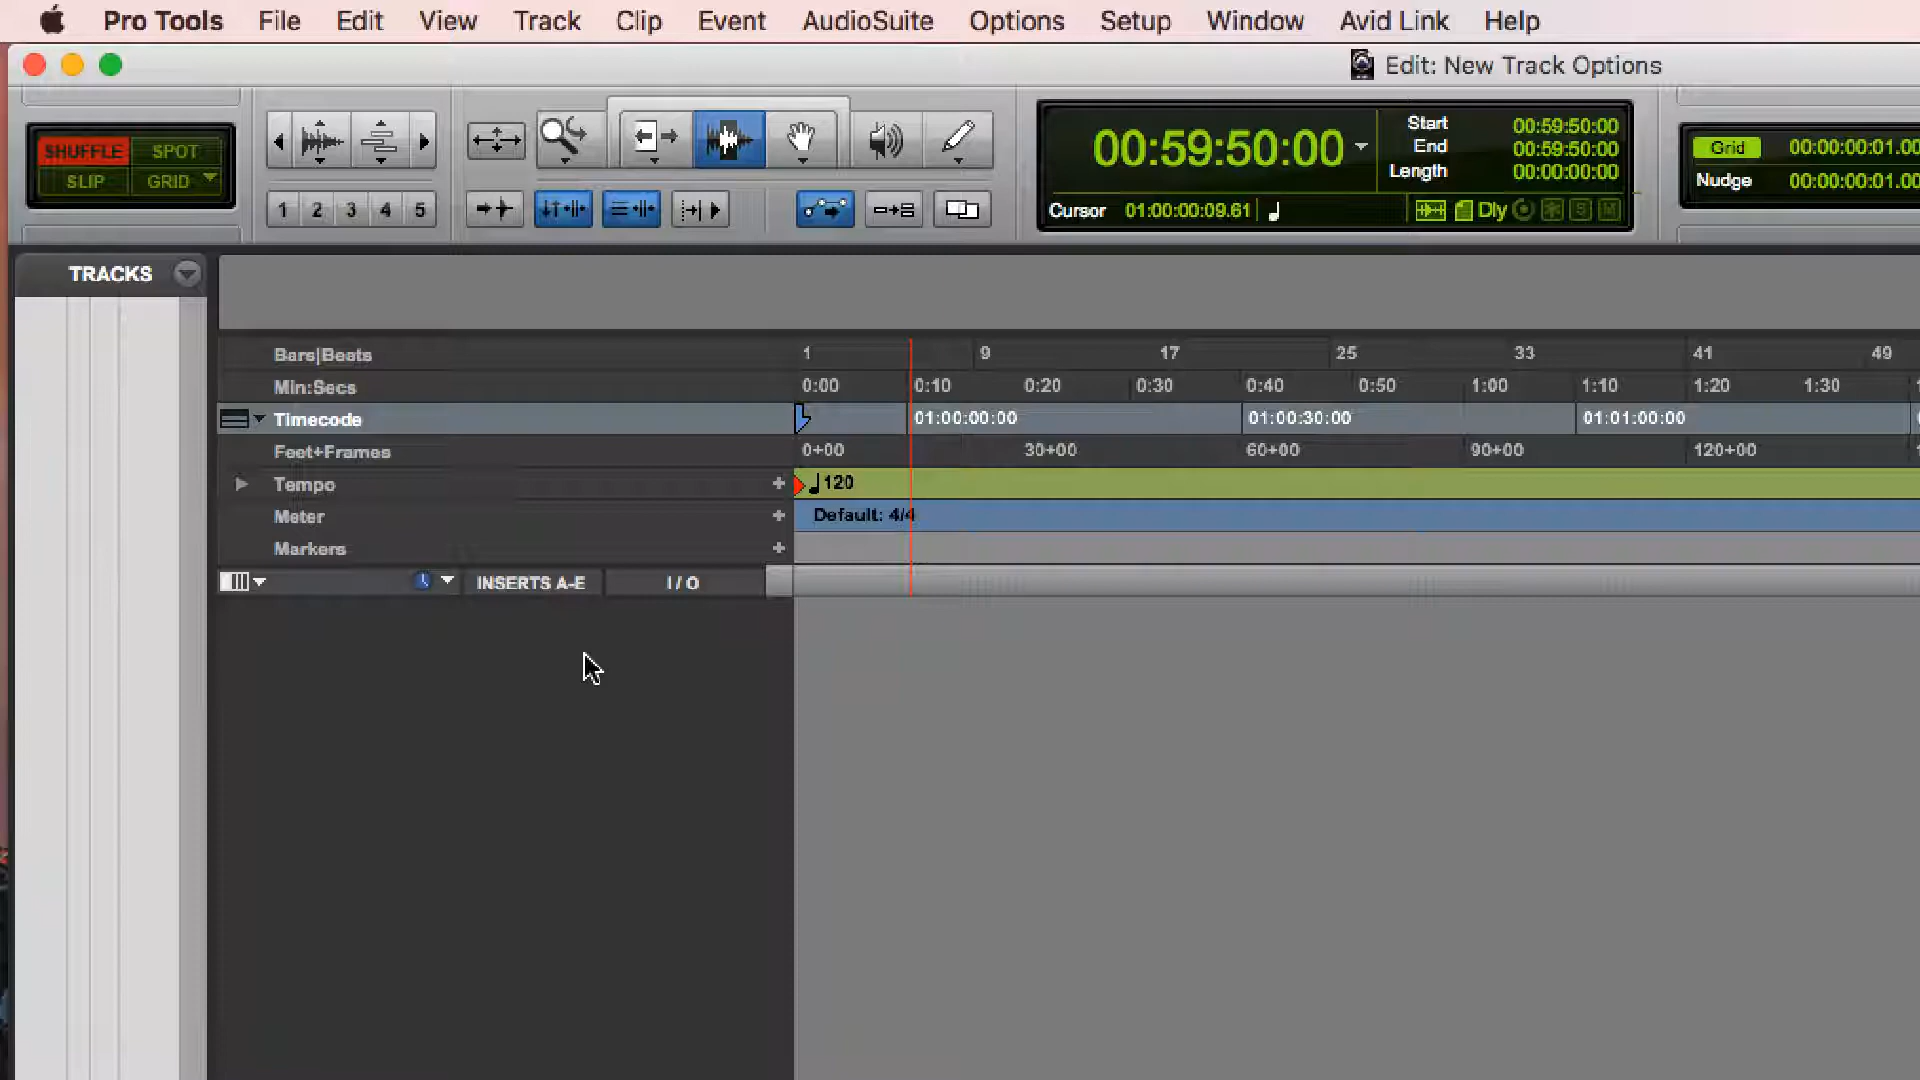 Pro Tools File Edit View Track Clip Event AudioSuite Options Setup Window Avid Link Help
Edit: New Track Options
SHUFFLE SPOT
SLIP GRID
1 2 3 4 5
00:59:50:00
Start 00:59:50:00
End 00:59:50:00
Length 00:00:00:00
Cursor 01:00:00:09.61
Dly S M
Grid 00:00:00:01.00
Nudge 00:00:00:01.00
TRACKS
Bars|Beats 1 9 17 25 33 41 49
Min:Secs 0:00 0:10 0:20 0:30 0:40 0:50 1:00 1:10 1:20 1:30
Timecode 01:00:00:00 01:00:30:00 01:01:00:00
Feet+Frames 0+00 30+00 60+00 90+00 120+00
Tempo + 120
Meter + Default: 4/4
Markers +
INSERTS A-E I / O